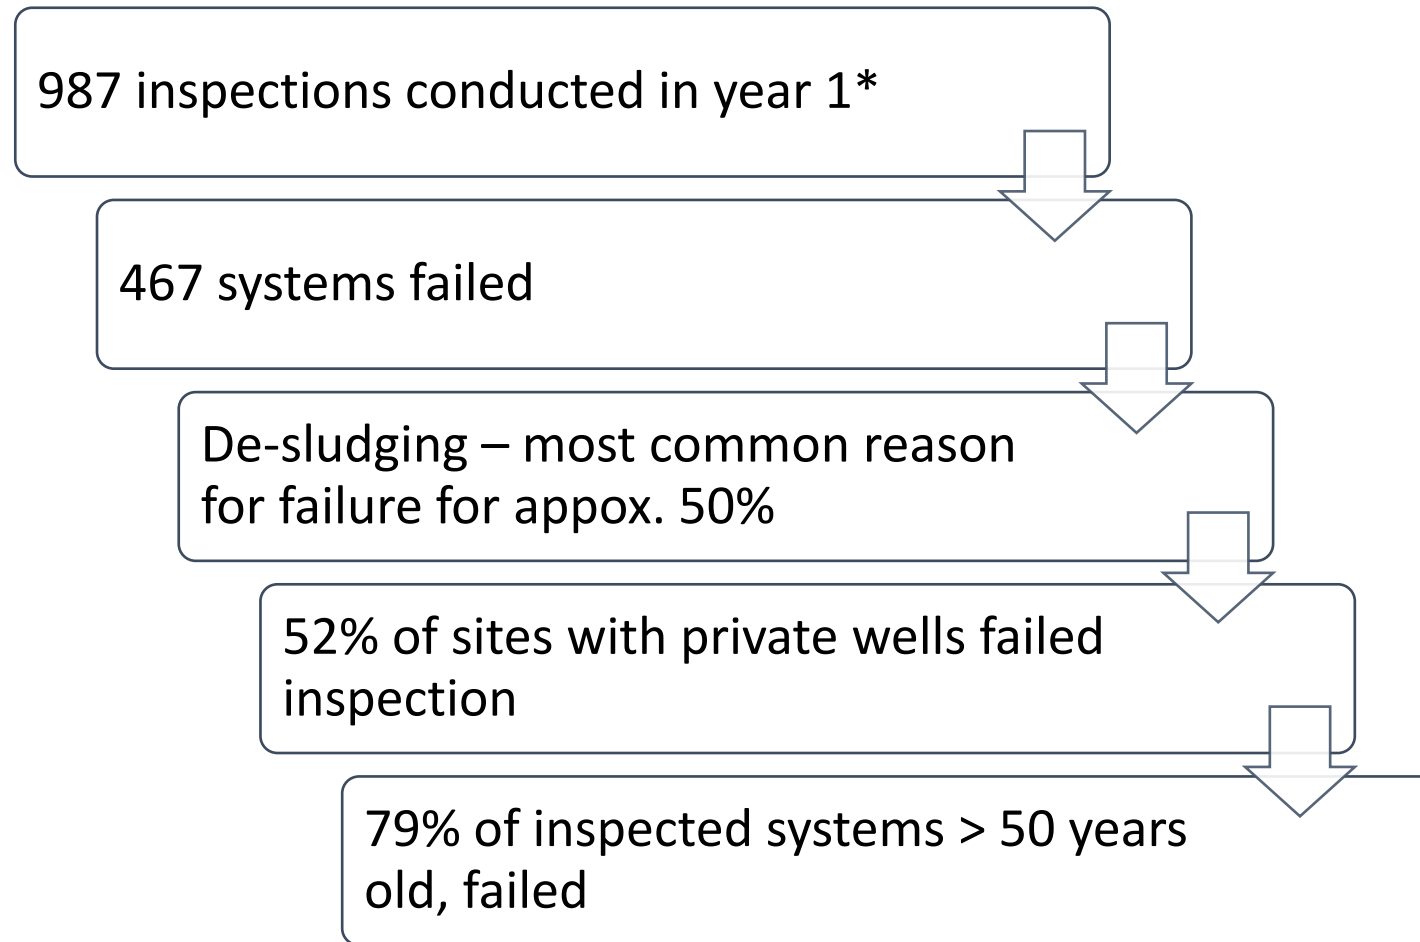 987 inspections conducted in year 1*
467 systems failed
De-sludging – most common reason
for failure for appox. 50%
52% of sites with private wells failed
inspection
79% of inspected systems > 50 years
old, failed